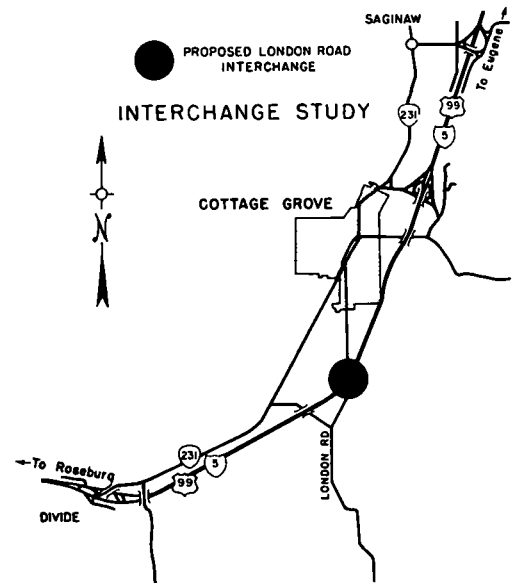 SAGINAW
To Eugene
PROPOSED LONDON ROAD
INTERCHANGE
99
INTERCHANGE STUDY
231
5
COTTAGE GROVE
N
LONDON RD
231
5
To Roseburg
99
DIVIDE